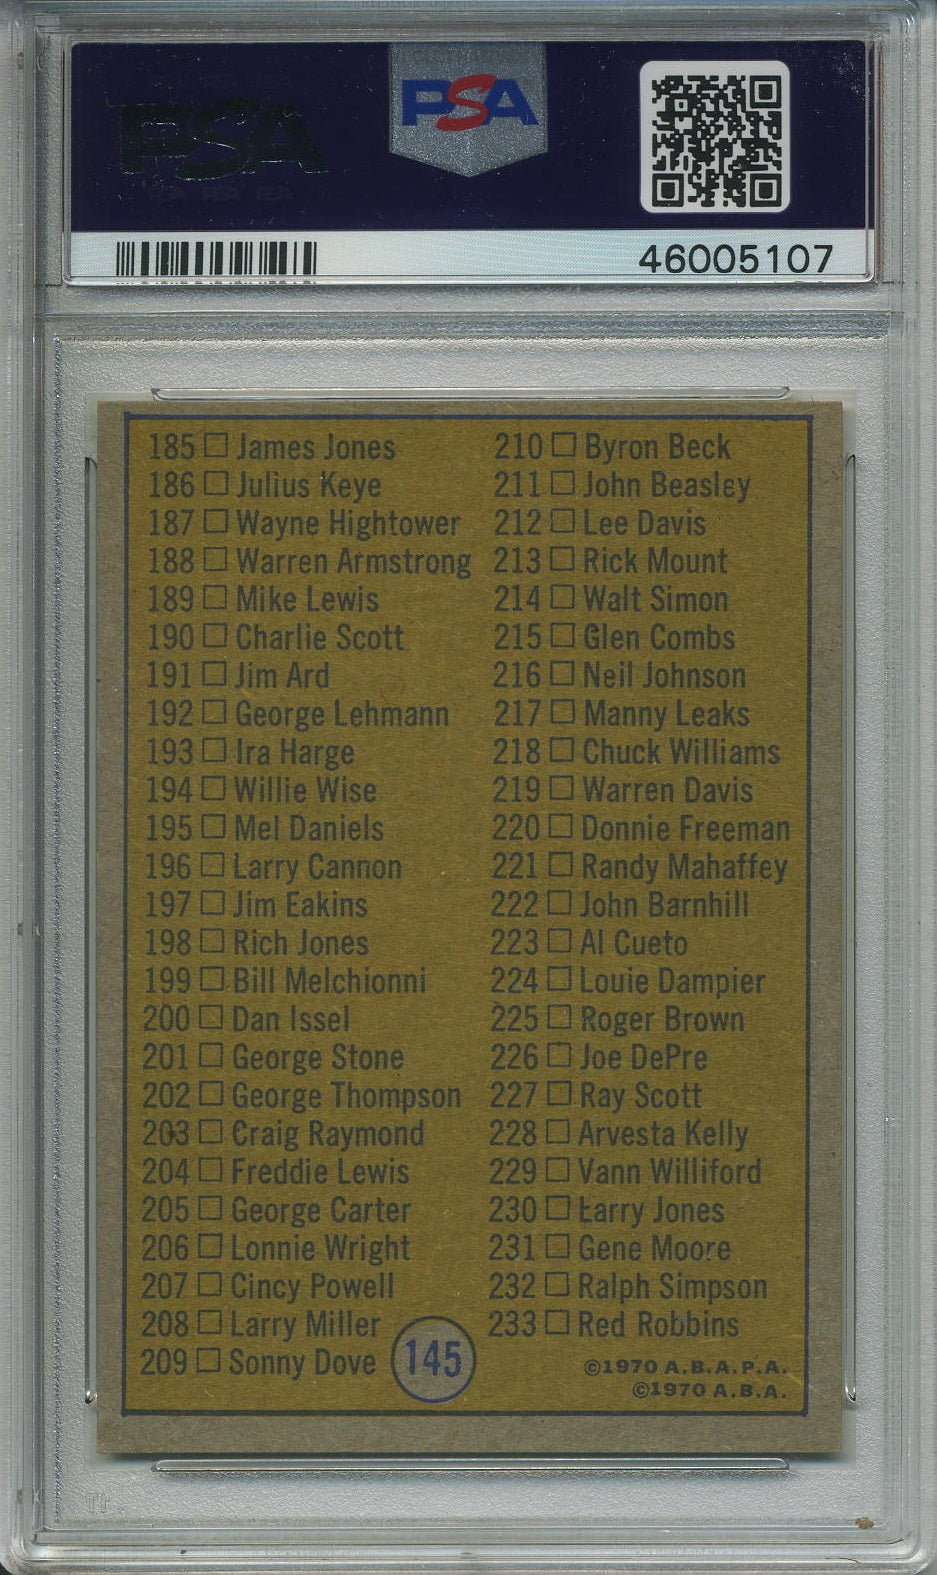 PSA
PSA
46005107
185 James Jones
186 Julius Keye
187 Wayne Hightower
188 Warren Armstrong
189 Mike Lewis
190 Charlie Scott
191 Jim Ard
192 George Lehmann
193 Ira Harge
194 Willie Wise
195 Mel Daniels
196 Larry Cannon
197 Jim Eakins
198 Rich Jones
199 Bill Melchionni
200 Dan Issel
201 George Stone
202 George Thompson
203 Craig Raymond
204 Freddie Lewis
205 George Carter
206 Lonnie Wright
207 Cincy Powell
208 Larry Miller
209 Sonny Dove
145
210 Byron Beck
211 John Beasley
212 Lee Davis
213 Rick Mount
214 Walt Simon
215 Glen Combs
216 Neil Johnson
217 Manny Leaks
218 Chuck Williams
219 Warren Davis
220 Donnie Freeman
221 Randy Mahaffey
222 John Barnhill
223 Al Cueto
224 Louie Dampier
225 Roger Brown
226 Joe DePre
227 Ray Scott
228 Arvesta Kelly
229 Vann Williford
230 Larry Jones
231 Gene Moore
232 Ralph Simpson
233 Red Robbins
©1970 A.B.A.P.A.
©1970 A.B.A.